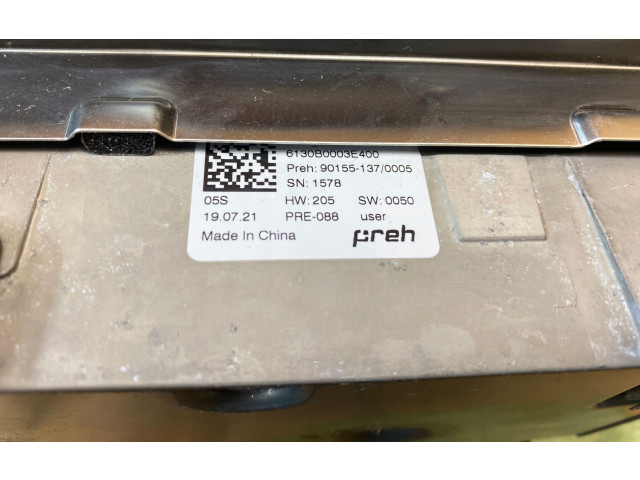 6130B0003E400
Preh: 90155-137/0005
SN: 1578
05S HW: 205 SW: 0050
19.07.21 PRE-088 user
Made In China preh